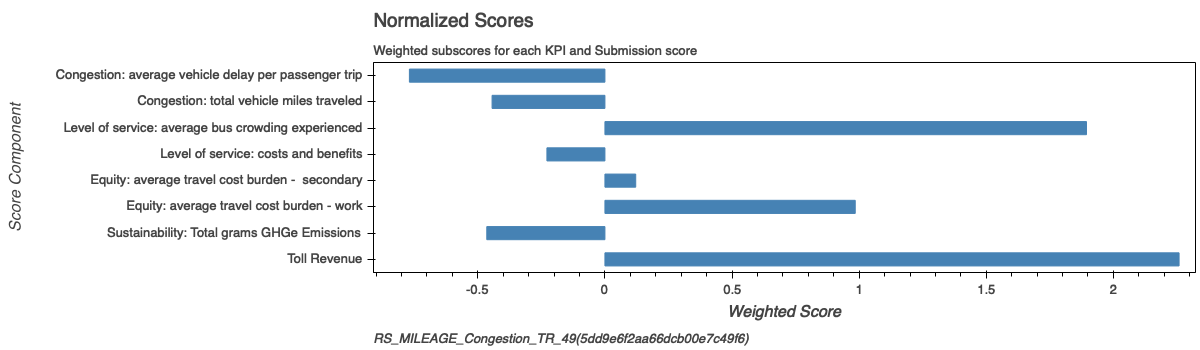 Normalized Scores
Weighted subscores for each KPI and Submission score
Congestion: average vehicle delay per passenger trip
Congestion: total vehicle miles traveled
Level of service: average bus crowding experienced
Level of service: costs and benefits
Equity: average travel cost burden -  secondary
Equity: average travel cost burden - work
Sustainability: Total grams GHGe Emissions
Toll Revenue
Score Component
-0.5 0 0.5 1 1.5 2
Weighted Score
RS_MILEAGE_Congestion_TR_49(5dd9e6f2aa66dcb00e7c49f6)